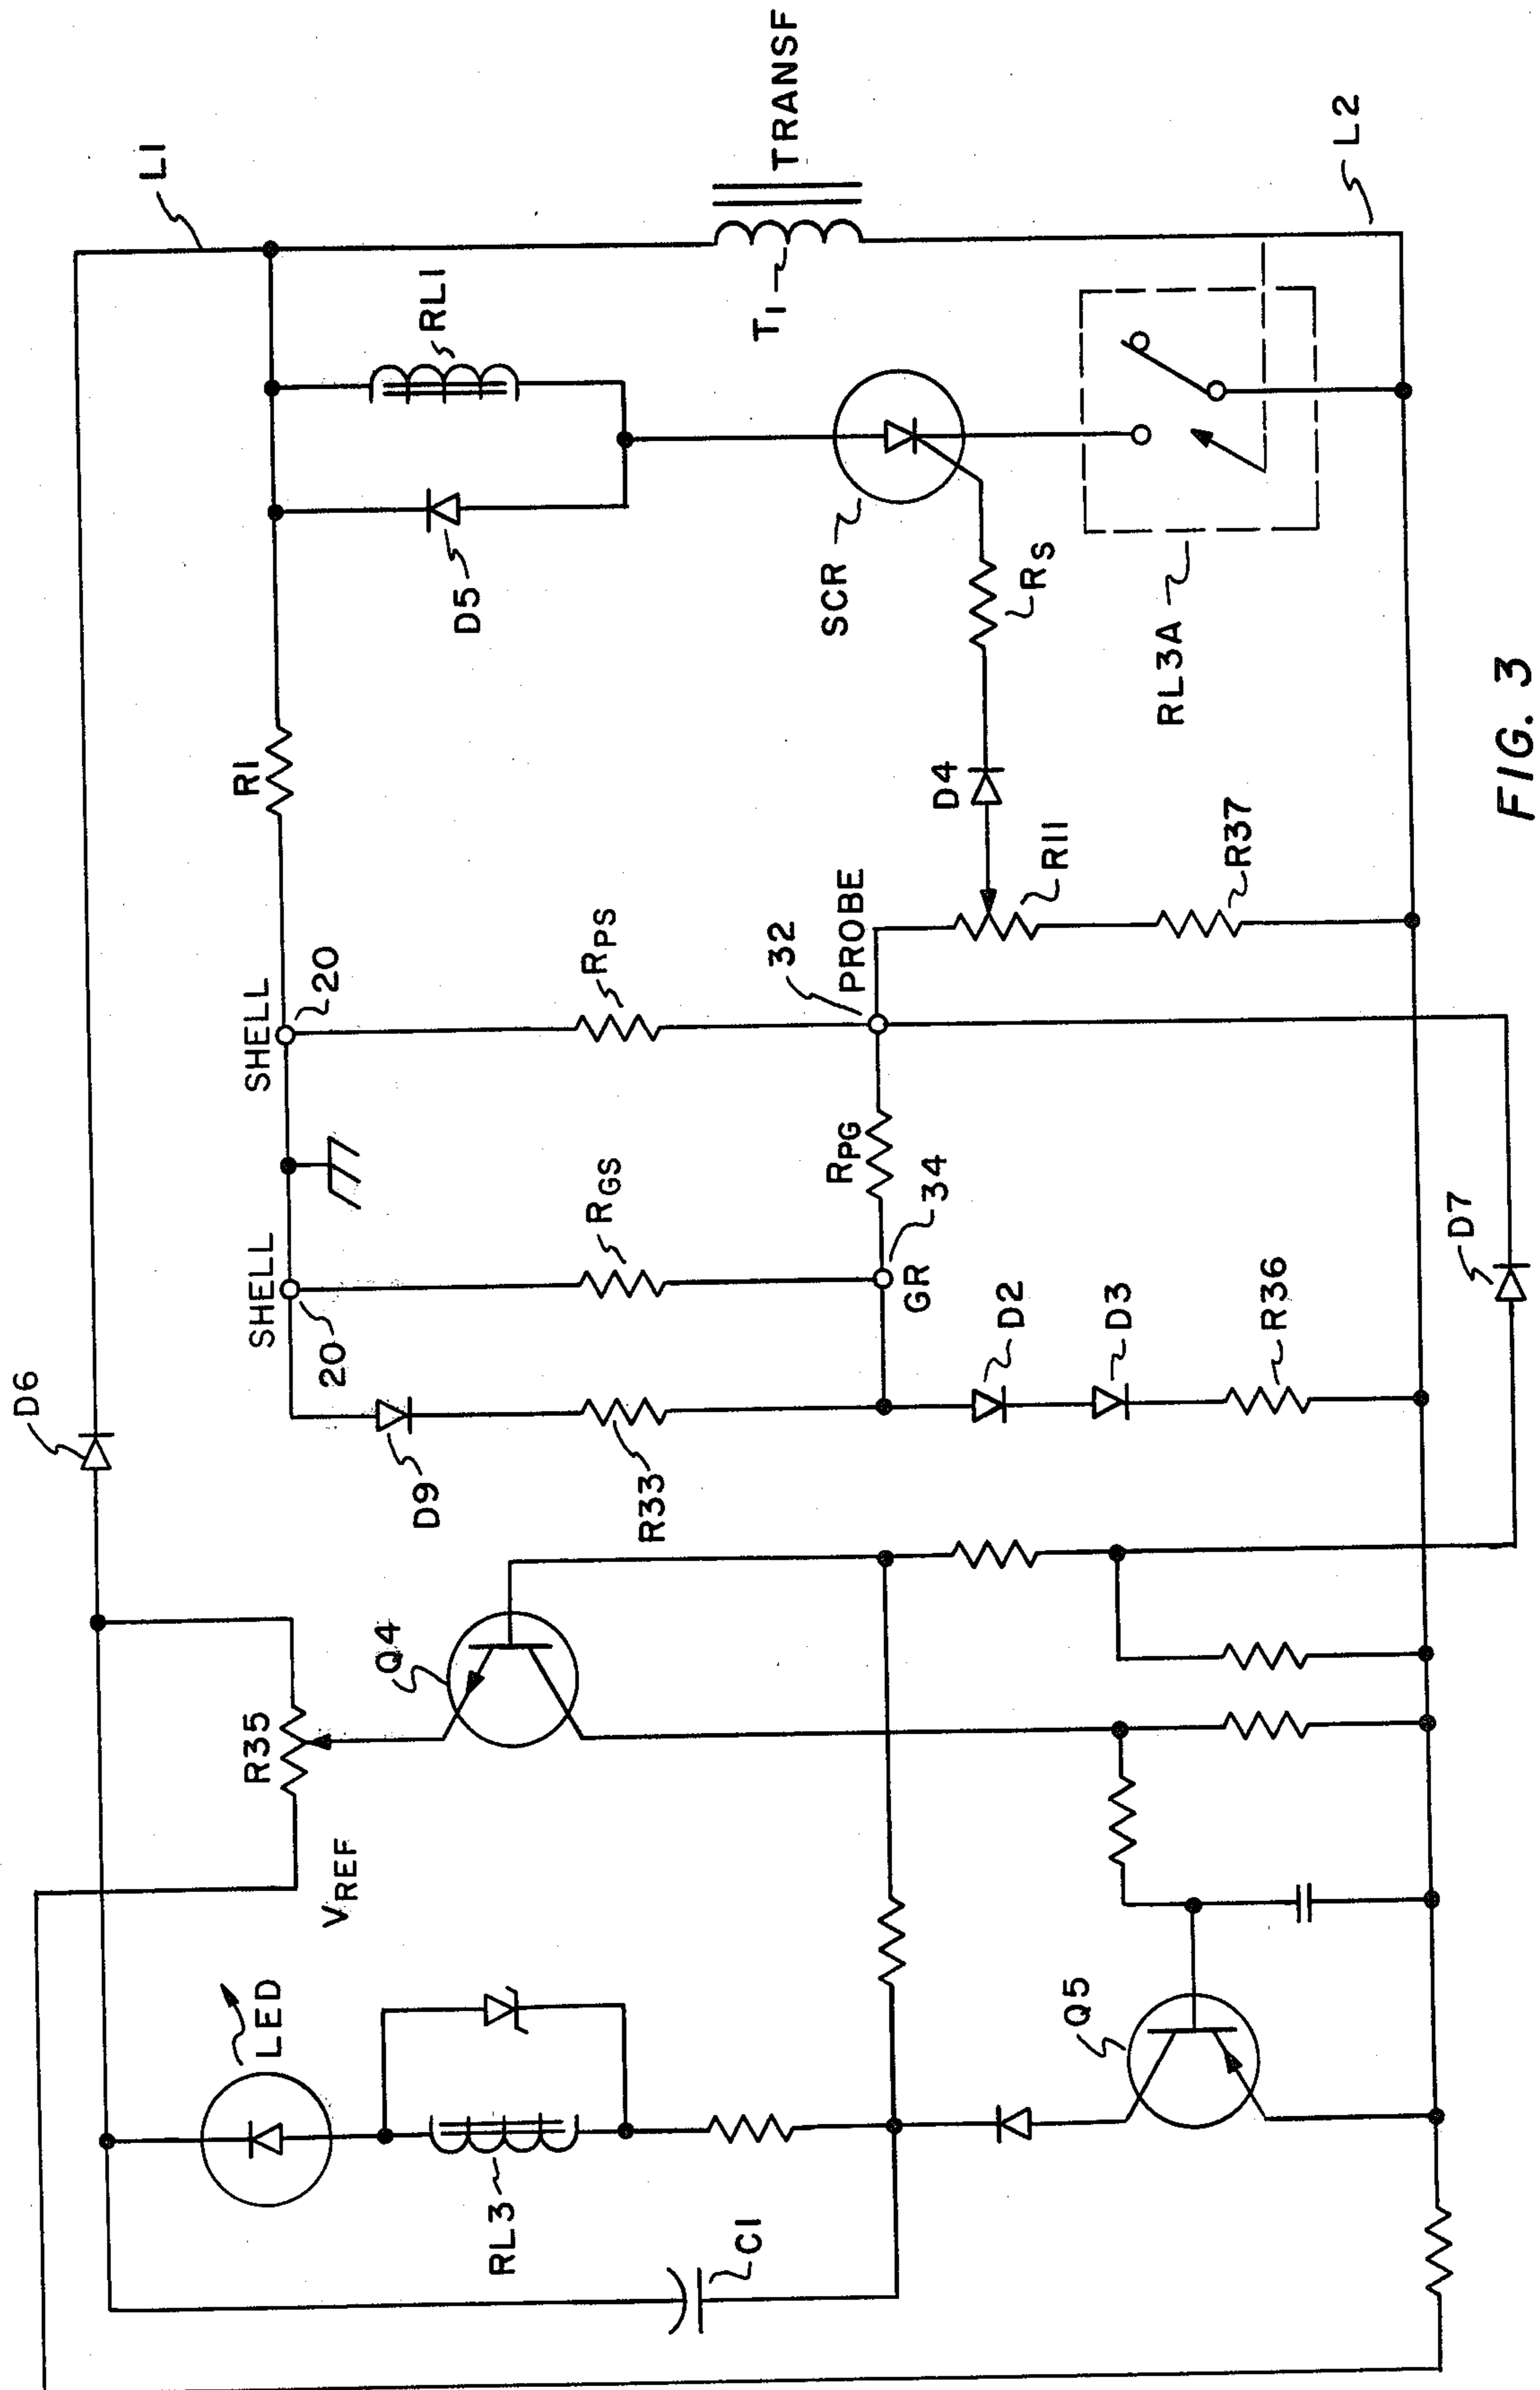 L1
TRANSF
L2
RL1
T1
D5
SCR
RS
RL3A
R1
D4
R11
R37
SHELL
20
RPS
32
PROBE
RPG
34
GR
SHELL
20
RGS
D2
D3
R36
D7
D6
D9
R33
Q4
R35
VREF
LED
Q5
RL3
C1
FIG. 3